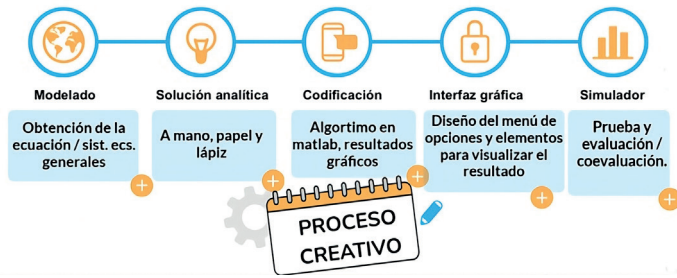 Modelado
Obtención de la
ecuación / sist. ecs.
generales
Solución analítica
A mano, papel y
lápiz
Codificación
Algortimo en
matlab, resultados
gráficos
Interfaz gráfica
Diseño del menú de
opciones y elementos
para visualizar el
resultado
Simulador
Prueba y
evaluación /
coevaluación.
PROCESO
CREATIVO